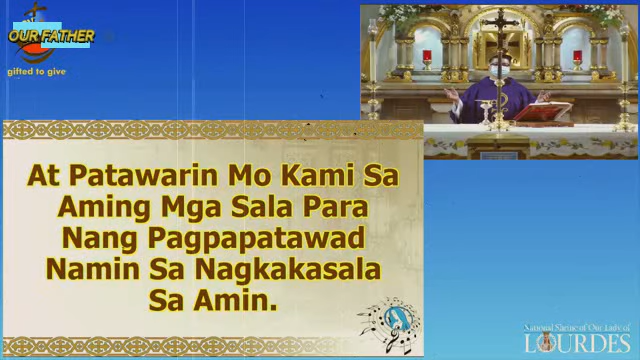 OUR FATHER
gifted to give
At Patawarin Mo Kami Sa
Aming Mga Sala Para
Nang Pagpapatawad
Namin Sa Nagkakasala
Sa Amin.
National Shrine of Our Lady of
LOURDES